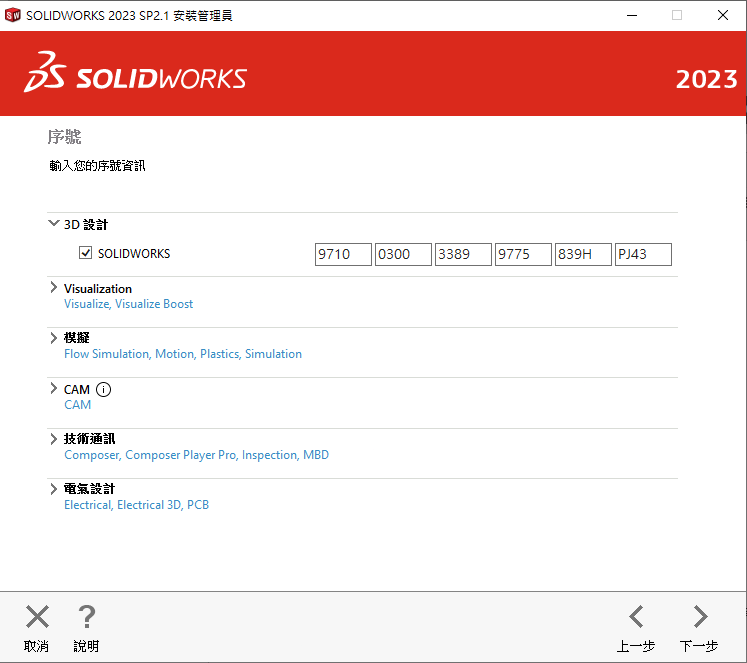 SOLIDWORKS 2023 SP2.1 安裝管理員
SOLIDWORKS
2023
序號
輸入您的序號資訊
3D 設計
SOLIDWORKS 9710 0300 3389 9775 839H PJ43
Visualization
Visualize, Visualize Boost
模擬
Flow Simulation, Motion, Plastics, Simulation
CAM
CAM
技術通訊
Composer, Composer Player Pro, Inspection, MBD
電氣設計
Electrical, Electrical 3D, PCB
取消 說明 上一步 下一步